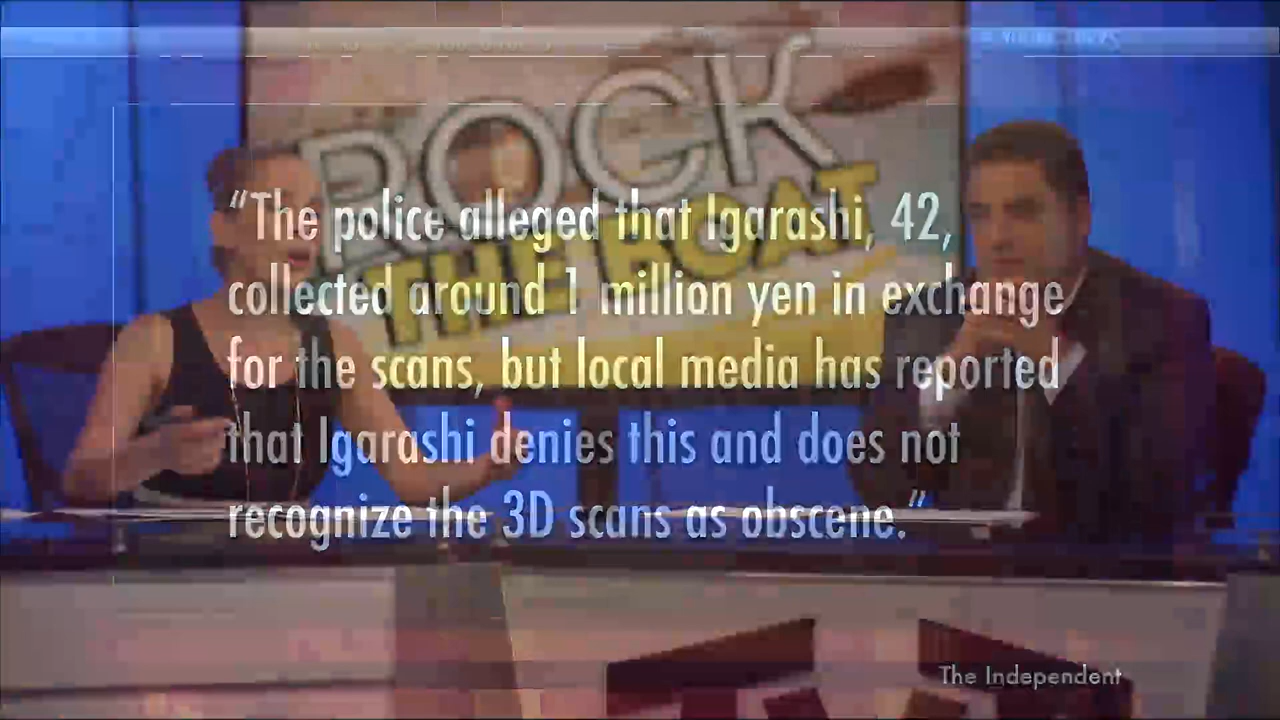 ROCK
THE BOAT
“The police alleged that Igarashi, 42,
collected around 1 million yen in exchange
for the scans, but local media has reported
that Igarashi denies this and does not
recognize the 3D scans as obscene.”
The Independent